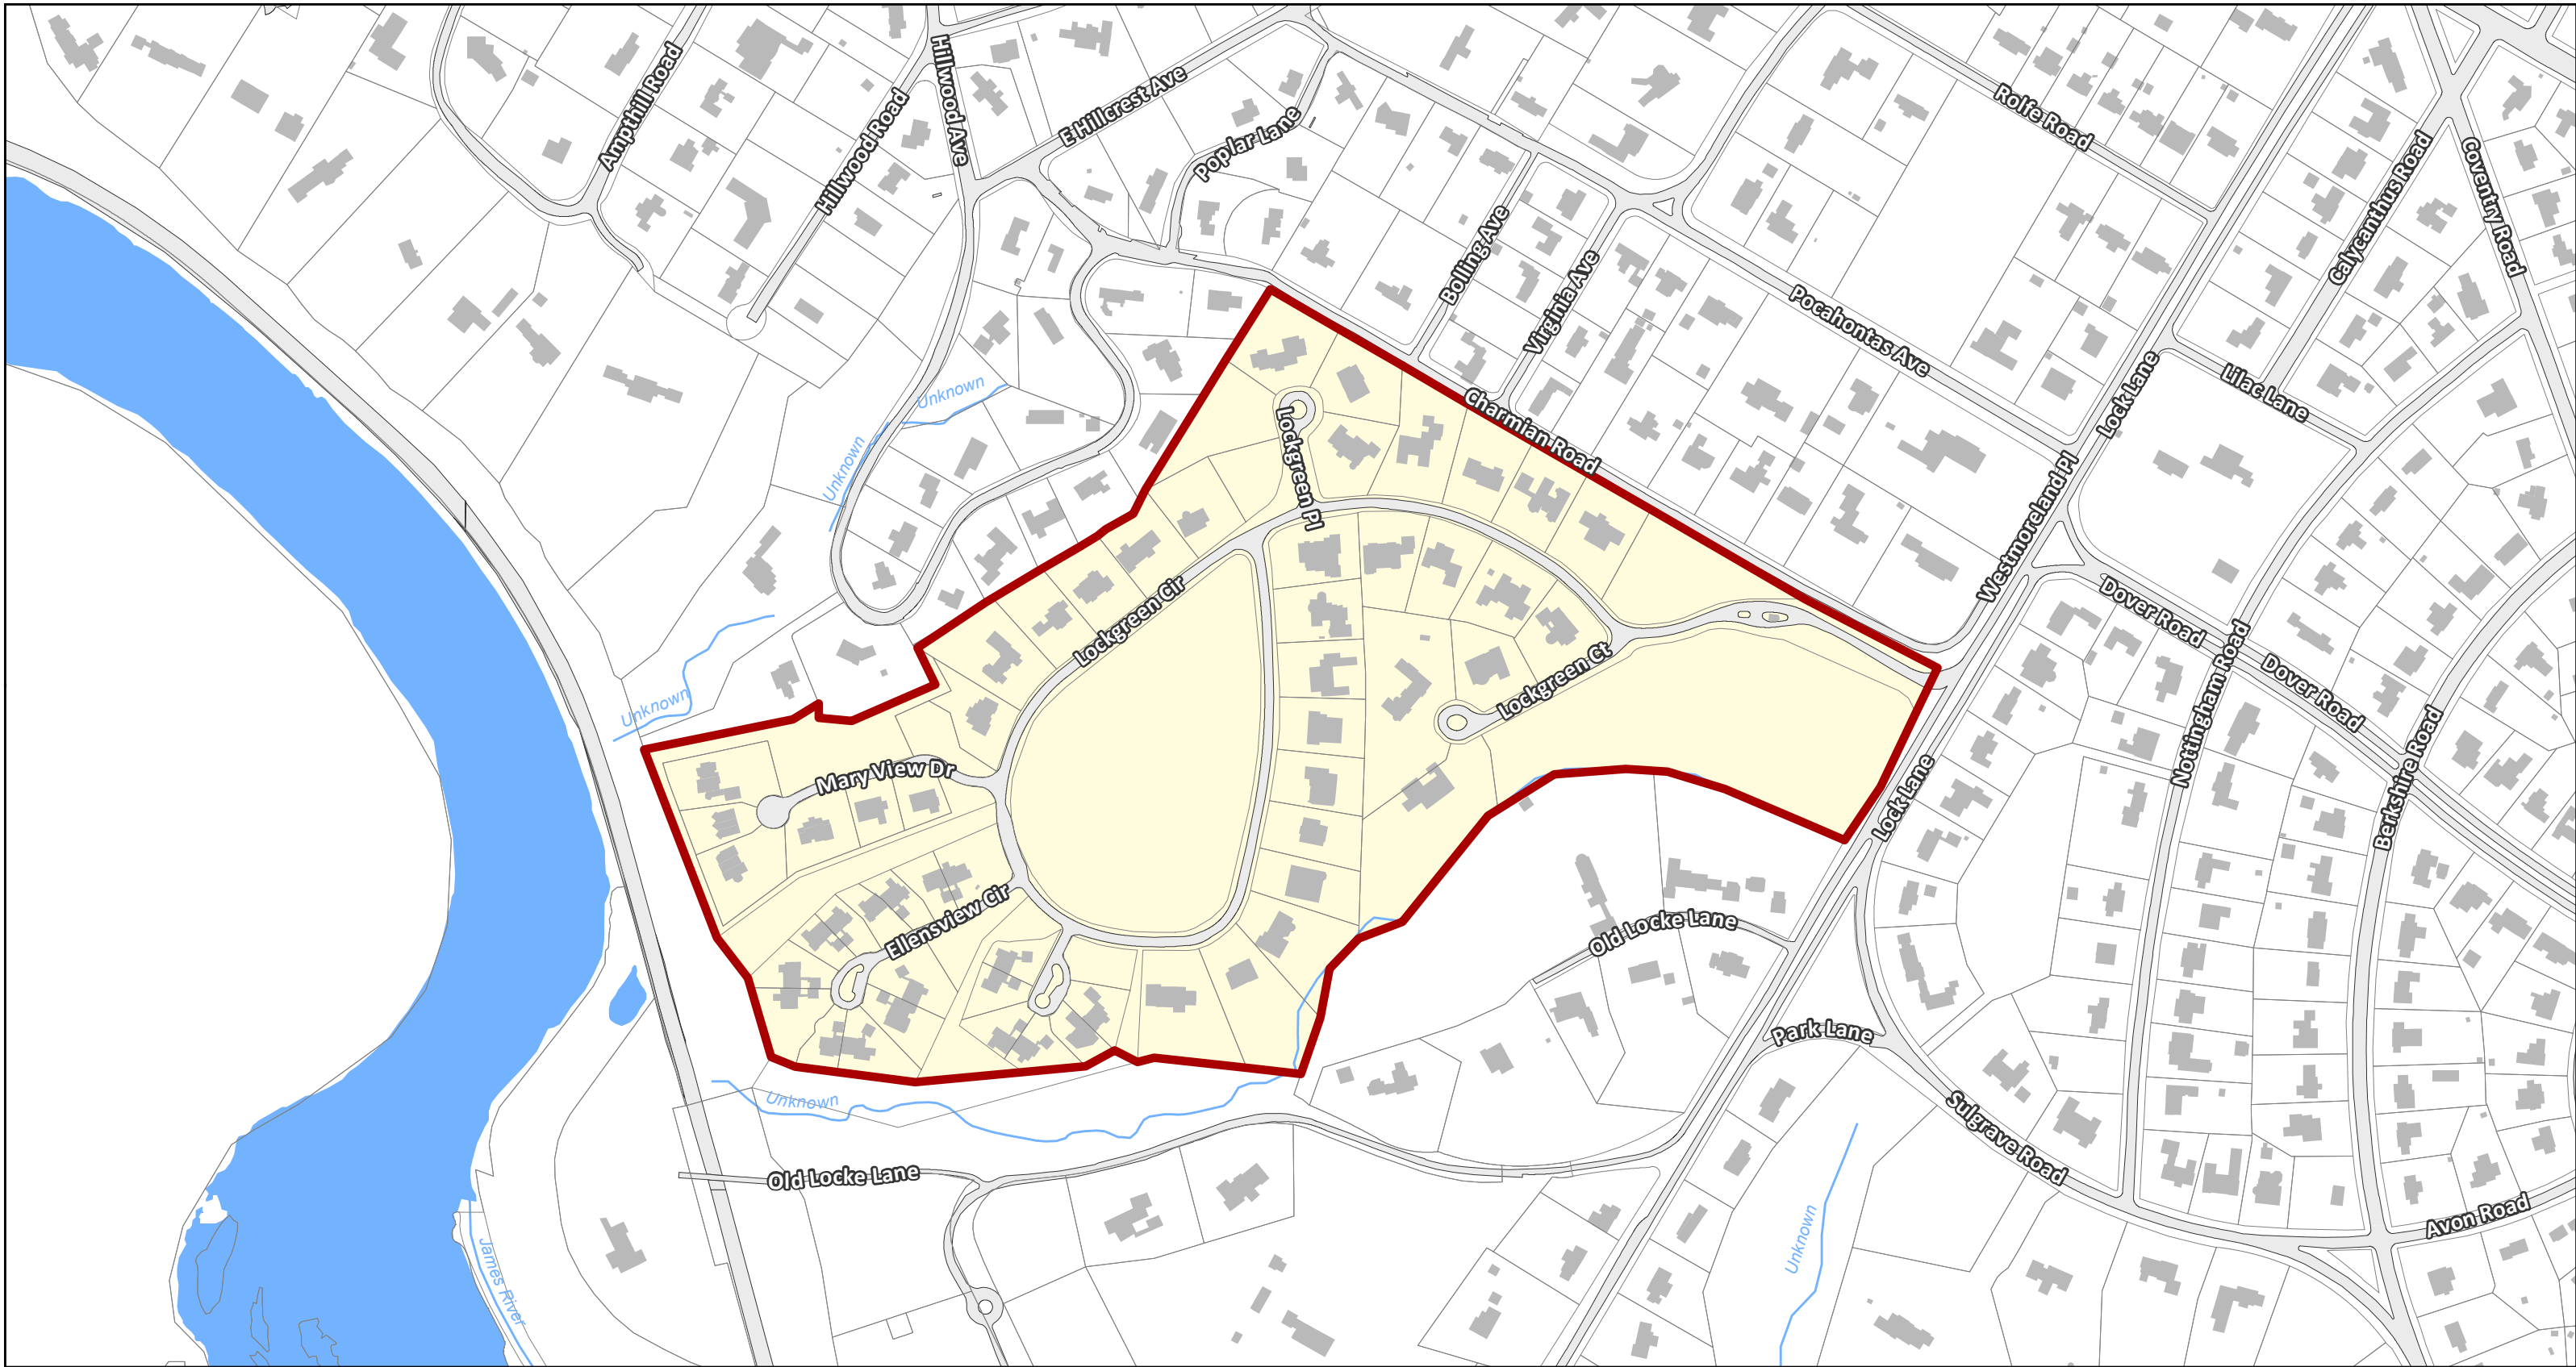 Ampthill Road
Hillwood Ave
Hillwood Road
E Hillcrest Ave
Poplar Lane
Rolfe Road
Calycanthus Road
Coventry Road
Bolling Ave
Virginia Ave
Pocahontas Ave
Lock Lane
Lilac Lane
Unknown
Unknown
Charmian Road
Lockgreen Pl
Westmoreland Pl
Dover Road
Dover Road
Lockgreen Cir
Lockgreen Ct
Nottingham Road
Berkshire Road
Unknown
Mary View Dr
Lock Lane
Ellensview Cir
Old Locke Lane
Park Lane
Unknown
Sulgrave Road
Old Locke Lane
Avon Road
Unknown
James River